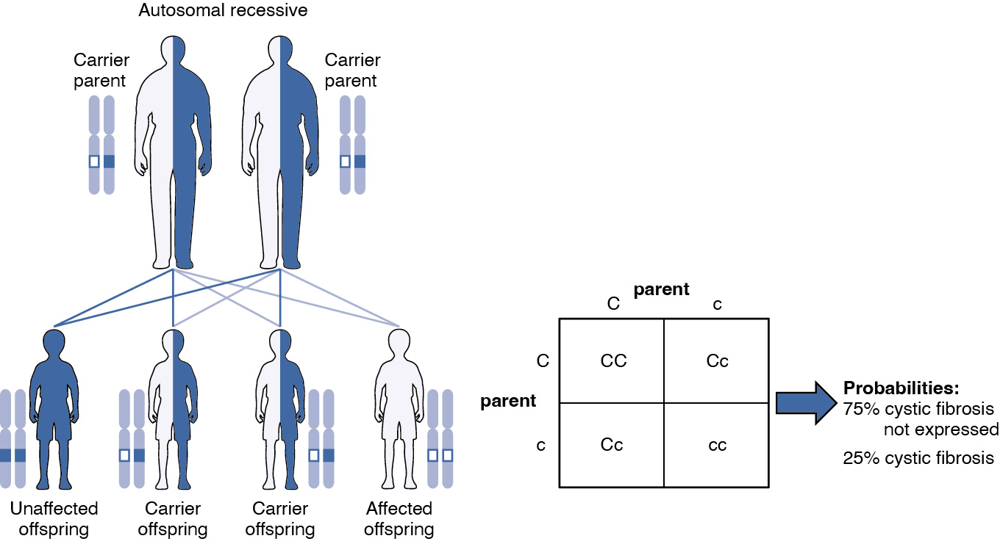 Autosomal recessive
Carrier
parent
Carrier
parent
Unaffected
offspring
Carrier
offspring
Carrier
offspring
Affected
offspring
parent
C
c
C
CC
Cc
parent
c
Cc
cc
Probabilities:
75% cystic fibrosis
not expressed
25% cystic fibrosis